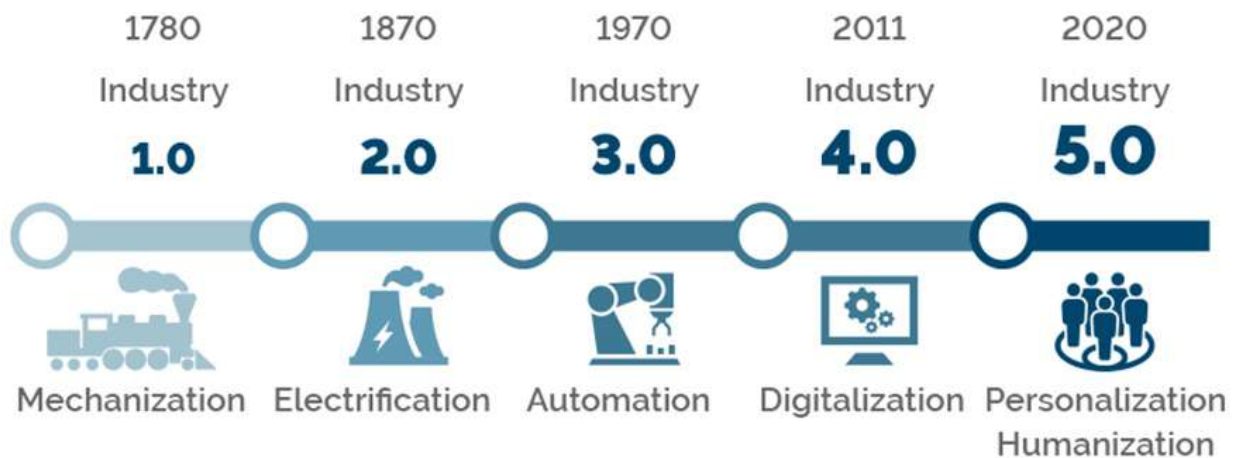 1780 1870 1970 2011 2020
Industry Industry Industry Industry Industry
1.0 2.0 3.0 4.0 5.0
Mechanization Electrification Automation Digitalization Personalization
Humanization